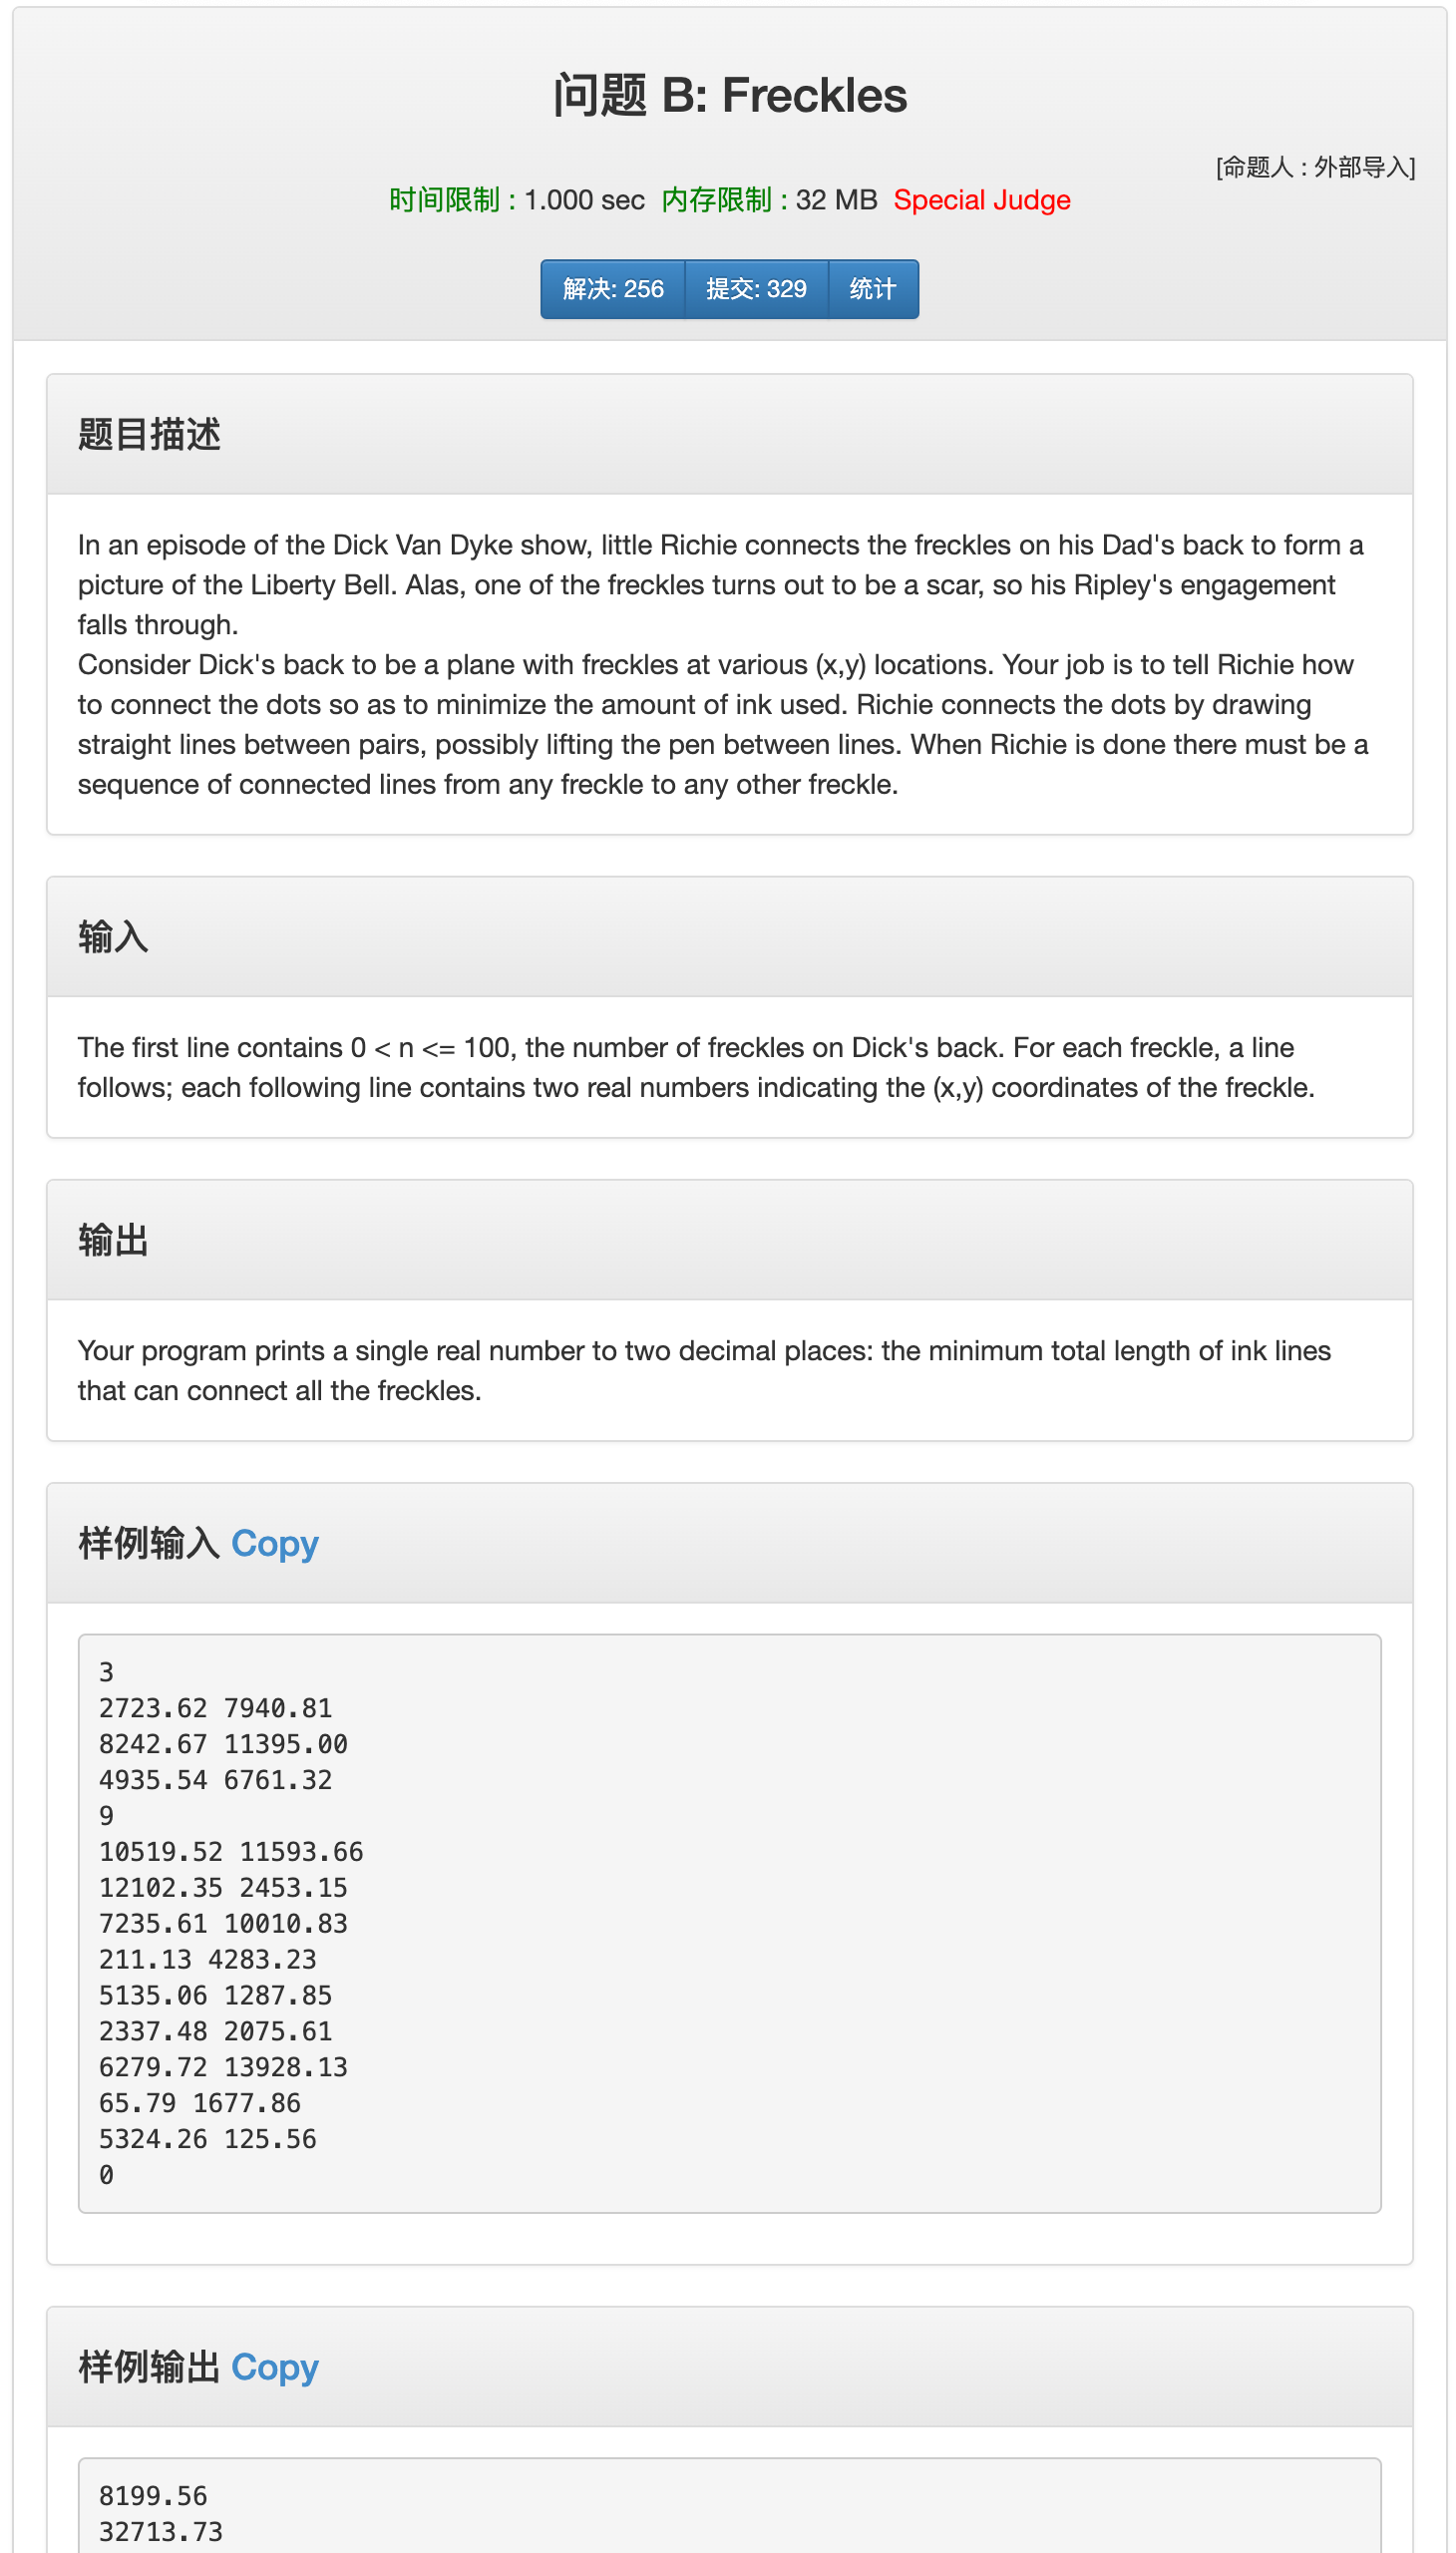 问题 B: Freckles
[命题人 : 外部导入]
时间限制 : 1.000 sec 内存限制 : 32 MB Special Judge
解决: 256 提交: 329 统计
题目描述
In an episode of the Dick Van Dyke show, little Richie connects the freckles on his Dad's back to form a
picture of the Liberty Bell. Alas, one of the freckles turns out to be a scar, so his Ripley's engagement
falls through.
Consider Dick's back to be a plane with freckles at various (x,y) locations. Your job is to tell Richie how
to connect the dots so as to minimize the amount of ink used. Richie connects the dots by drawing
straight lines between pairs, possibly lifting the pen between lines. When Richie is done there must be a
sequence of connected lines from any freckle to any other freckle.
输入
The first line contains 0 < n <= 100, the number of freckles on Dick's back. For each freckle, a line
follows; each following line contains two real numbers indicating the (x,y) coordinates of the freckle.
输出
Your program prints a single real number to two decimal places: the minimum total length of ink lines
that can connect all the freckles.
样例输入 Copy
3
2723.62 7940.81
8242.67 11395.00
4935.54 6761.32
9
10519.52 11593.66
12102.35 2453.15
7235.61 10010.83
211.13 4283.23
5135.06 1287.85
2337.48 2075.61
6279.72 13928.13
65.79 1677.86
5324.26 125.56
0
样例输出 Copy
8199.56
32713.73